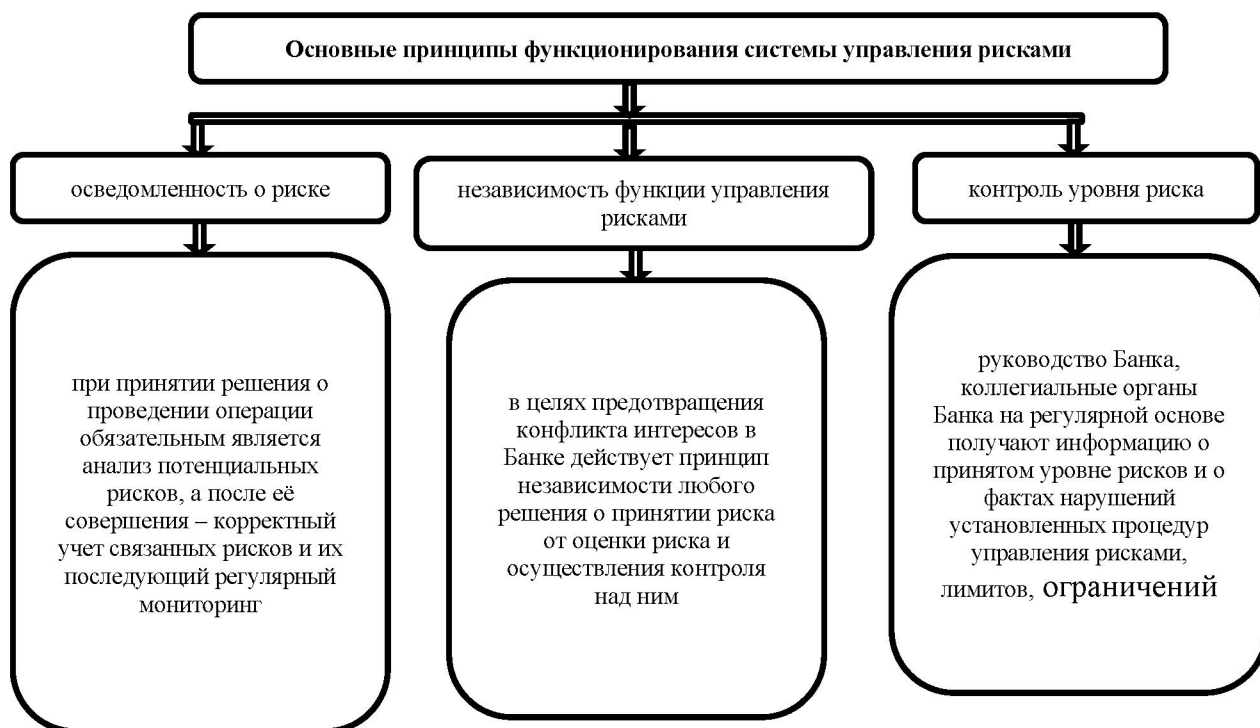 Основные принципы функционирования системы управления рисками
осведомленность о риске
независимость функции управления
рисками
контроль уровня риска
при принятии решения о
проведении операции
обязательным является
анализ потенциальных
рисков, а после её
совершения – корректный
учет связанных рисков и их
последующий регулярный
мониторинг
в целях предотвращения
конфликта интересов в
Банке действует принцип
независимости любого
решения о принятии риска
от оценки риска и
осуществления контроля
над ним
руководство Банка,
коллегиальные органы
Банка на регулярной основе
получают информацию о
принятом уровне рисков и о
фактах нарушений
установленных процедур
управления рисками,
лимитов, ограничений